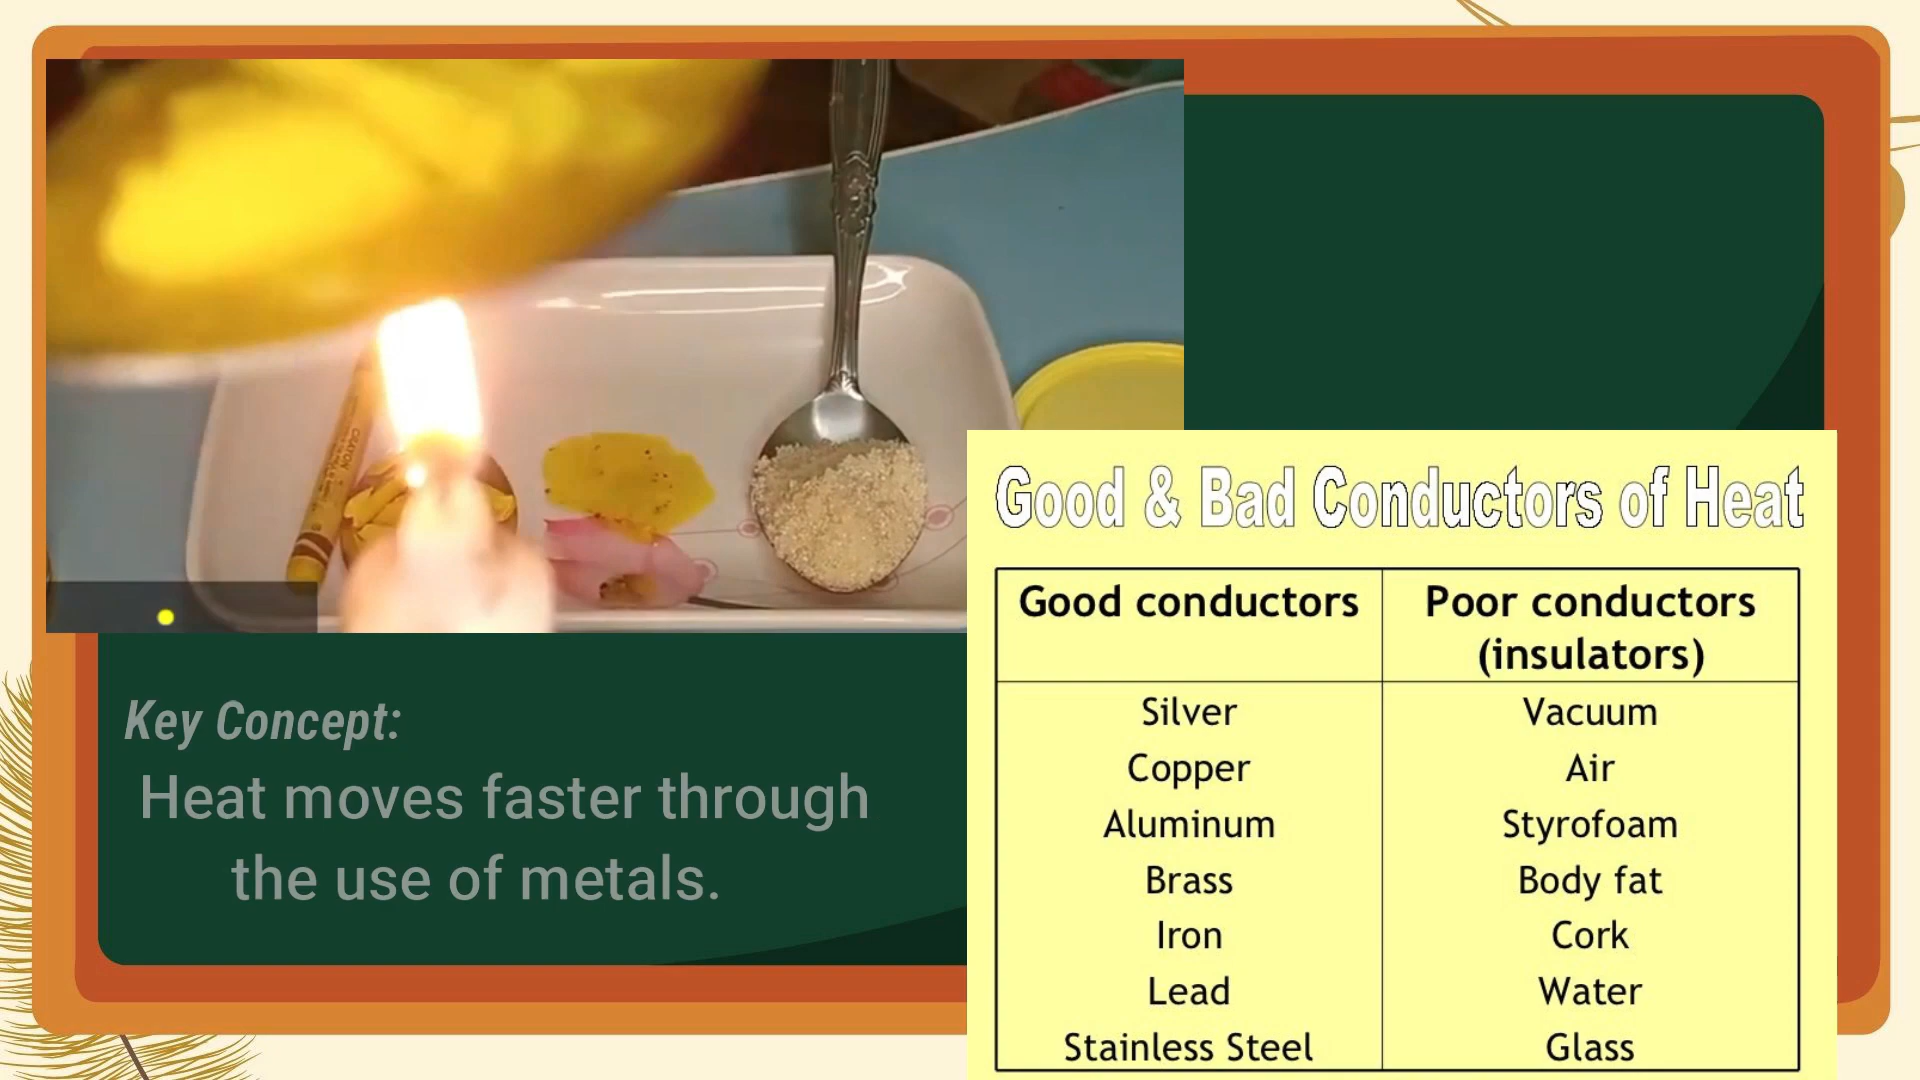 CRAYON
Key Concept:
Heat moves faster through
the use of metals.
Good & Bad Conductors of Heat
Good conductors
Poor conductors
(insulators)
Silver
Vacuum
Copper
Air
Aluminum
Styrofoam
Brass
Body fat
Iron
Cork
Lead
Water
Stainless Steel
Glass